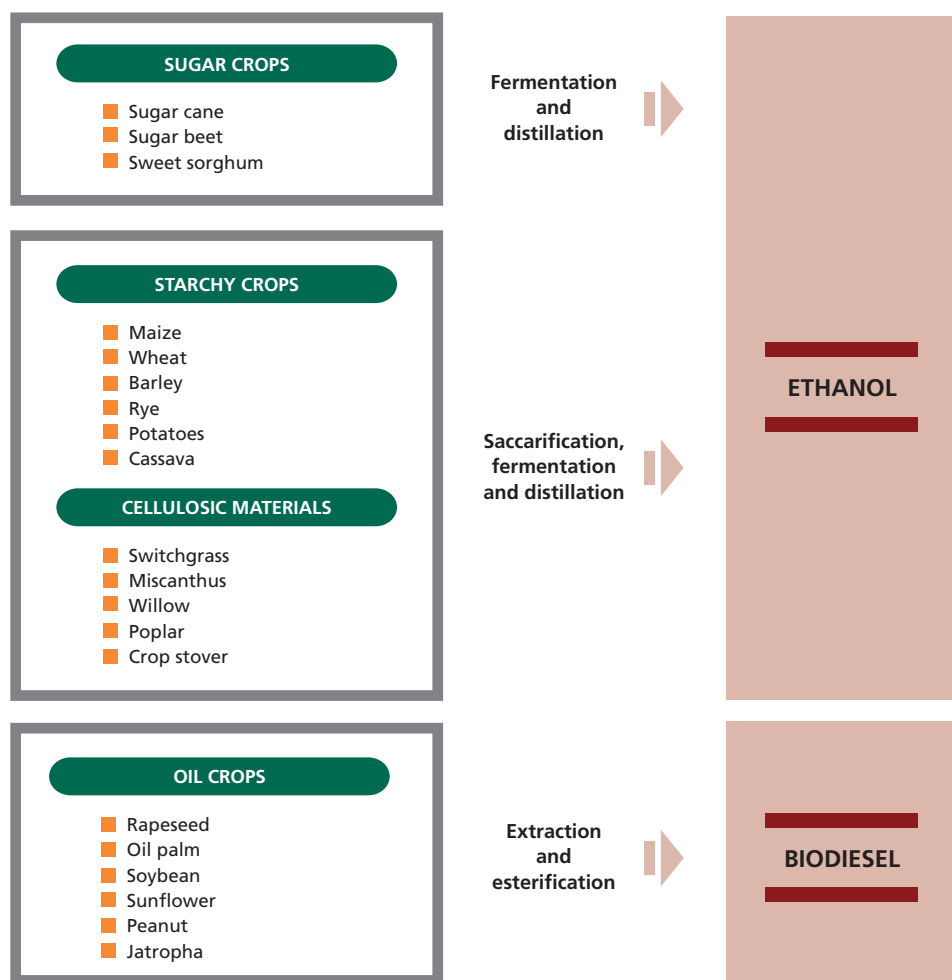 SUGAR CROPS
Sugar cane
Sugar beet
Sweet sorghum
Fermentation
and
distillation
STARCHY CROPS
Maize
Wheat
Barley
Rye
Potatoes
Cassava
CELLULOSIC MATERIALS
Switchgrass
Miscanthus
Willow
Poplar
Crop stover
Saccarification,
fermentation
and distillation
ETHANOL
OIL CROPS
Rapeseed
Oil palm
Soybean
Sunflower
Peanut
Jatropha
Extraction
and
esterification
BIODIESEL